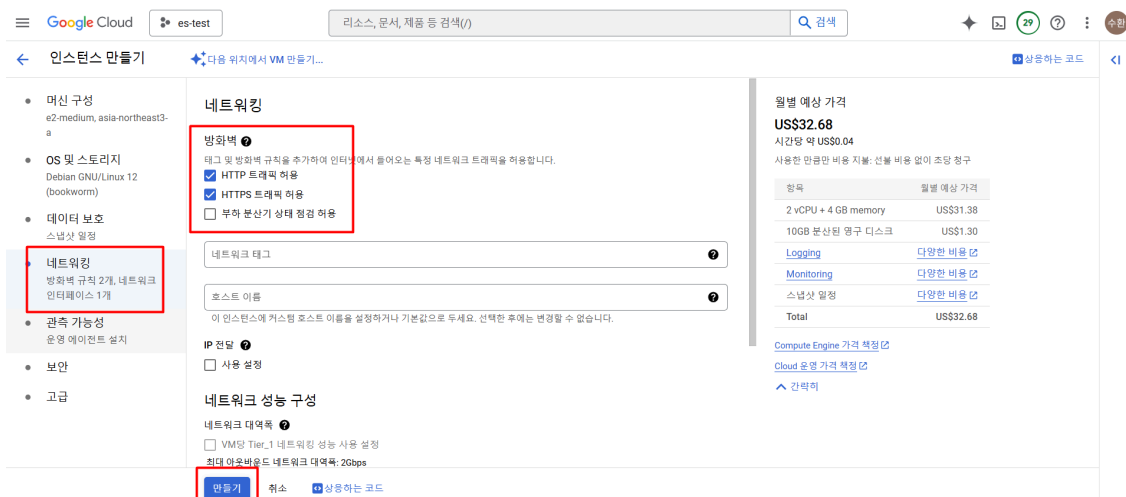 Google Cloud
es-test
리소스, 문서, 제품 등 검색(/)
검색
29
수환
인스턴스 만들기
다음 위치에서 VM 만들기...
상응하는 코드
머신 구성
e2-medium, asia-northeast3-
a
OS 및 스토리지
Debian GNU/Linux 12
(bookworm)
데이터 보호
스냅샷 일정
네트워킹
방화벽 규칙 2개, 네트워크
인터페이스 1개
관측 가능성
운영 에이전트 설치
보안
고급
네트워킹
방화벽
태그 및 방화벽 규칙을 추가하여 인터넷에서 들어오는 특정 네트워크 트래픽을 허용합니다.
HTTP 트래픽 허용
HTTPS 트래픽 허용
부하 분산기 상태 점검 허용
네트워크 태그
호스트 이름
이 인스턴스에 커스텀 호스트 이름을 설정하거나 기본값으로 두세요. 선택한 후에는 변경할 수 없습니다.
IP 전달
사용 설정
네트워크 성능 구성
네트워크 대역폭
VM당 Tier_1 네트워킹 성능 사용 설정
최대 아웃바운드 네트워크 대역폭: 2Gbps
만들기
취소
상응하는 코드
월별 예상 가격
US$32.68
시간당 약 US$0.04
사용한 만큼만 비용 지불: 선불 비용 없이 초당 청구
항목 월별 예상 가격
2 vCPU + 4 GB memory US$31.38
10GB 분산된 영구 디스크 US$1.30
Logging 다양한 비용
Monitoring 다양한 비용
스냅샷 일정 다양한 비용
Total US$32.68
Compute Engine 가격 책정
Cloud 운영 가격 책정
간략히